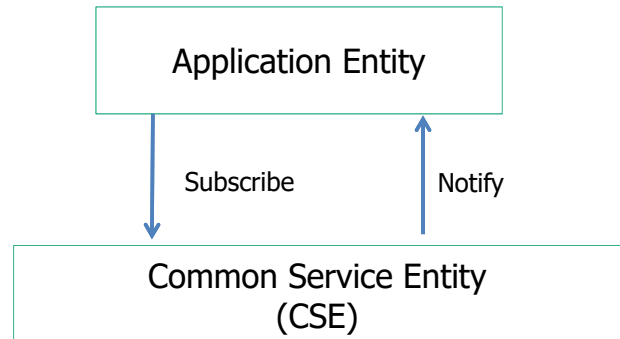 Application Entity
Subscribe
Notify
Common Service Entity
(CSE)